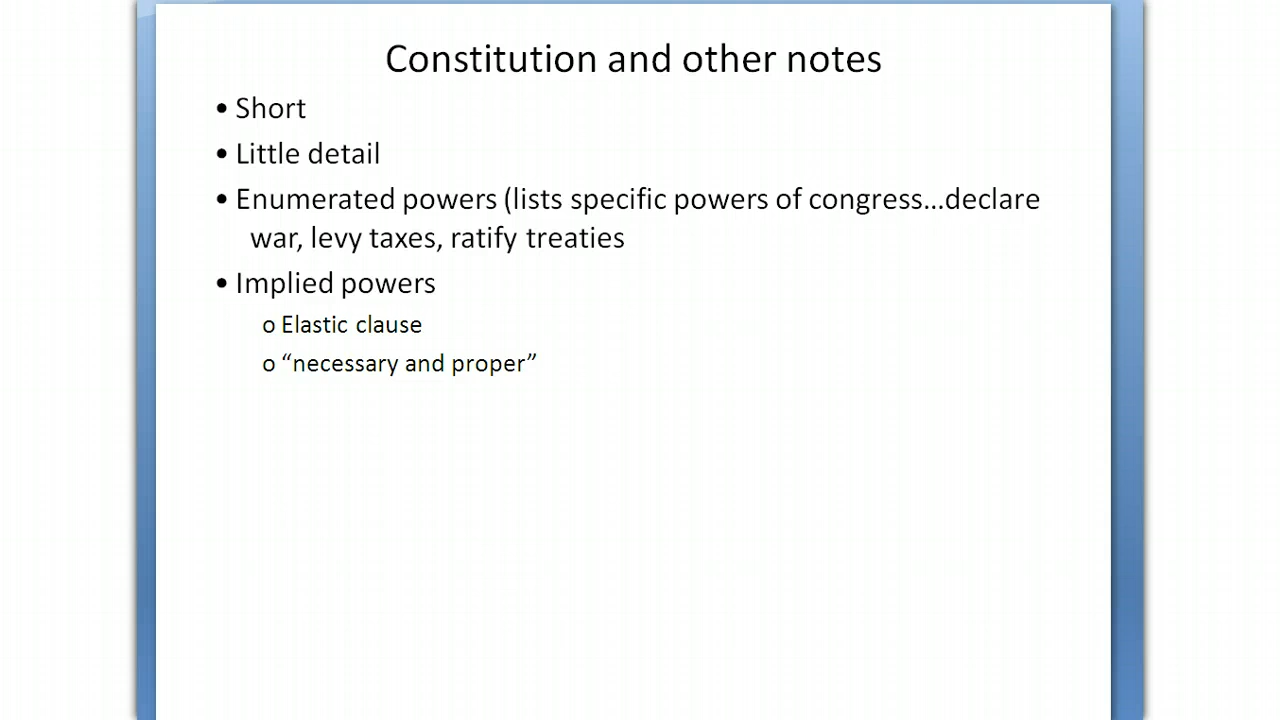 Constitution and other notes
• Short
• Little detail
• Enumerated powers (lists specific powers of congress…declare
war, levy taxes, ratify treaties
• Implied powers
o Elastic clause
o “necessary and proper”